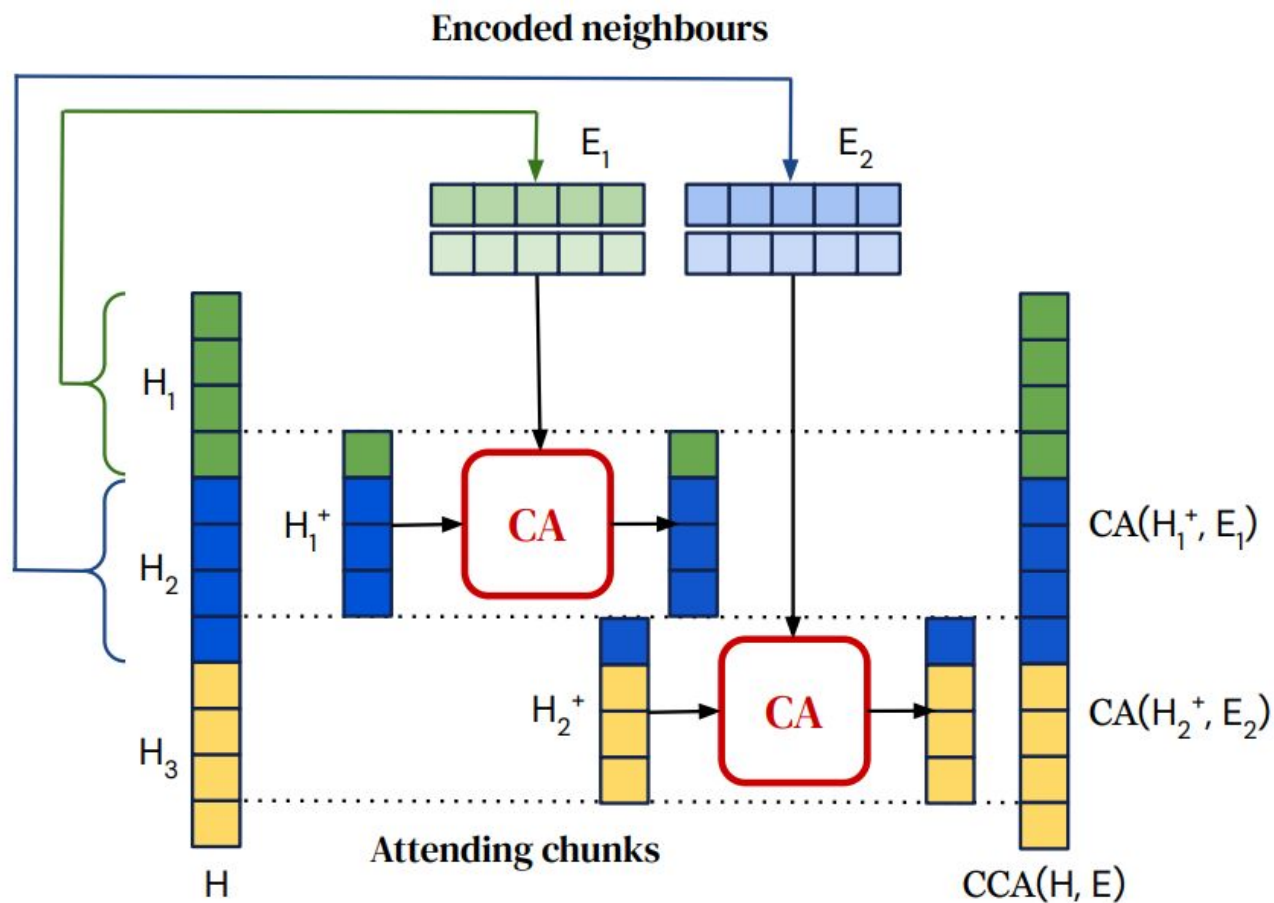 Encoded neighbours
E₁
E₂
H₁
H₁⁺
CA
CA(H₁⁺, E₁)
H₂
H₂⁺
CA
CA(H₂⁺, E₂)
H₃
Attending chunks
H
CCA(H, E)